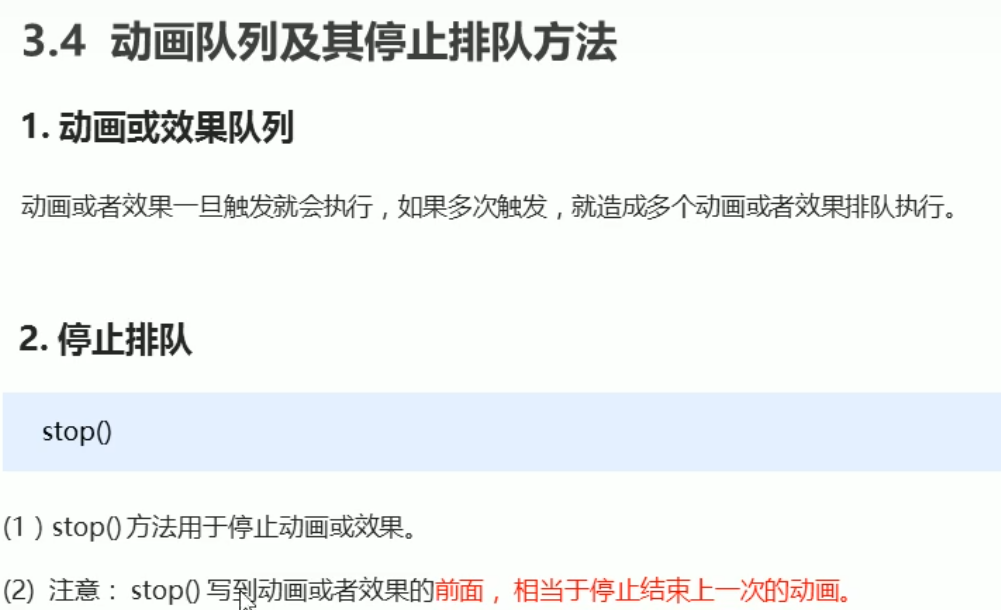 3.4 动画队列及其停止排队方法
1. 动画或效果队列
动画或者效果一旦触发就会执行，如果多次触发，就造成多个动画或者效果排队执行。
2. 停止排队
stop()
(1 ) stop() 方法用于停止动画或效果。
(2) 注意： stop() 写到动画或者效果的前面， 相当于停止结束上一次的动画。